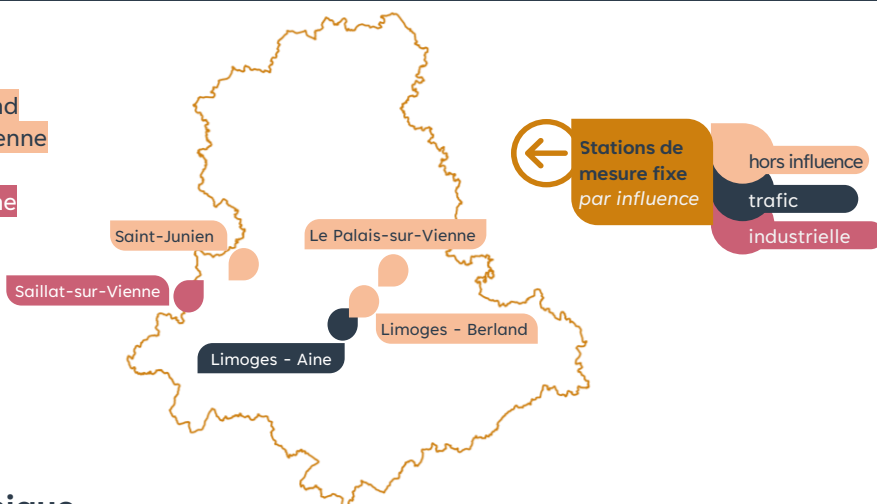 Stations de
mesure fixe
par influence
hors influence
trafic
industrielle
Saint-Junien
Le Palais-sur-Vienne
Saillat-sur-Vienne
Limoges - Berland
Limoges - Aine